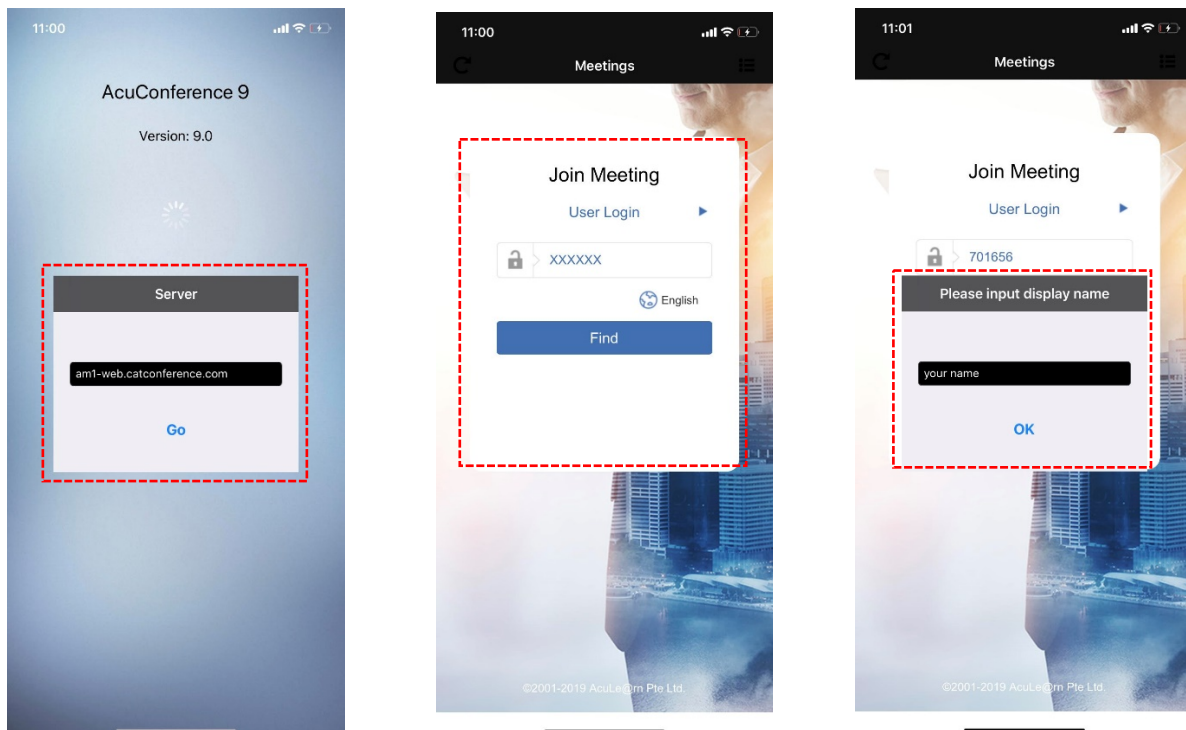 11:00
AcuConference 9
Version: 9.0
Server
am1-web.catconference.com
Go
11:00
Meetings
Join Meeting
User Login
XXXXXX
English
Find
©2001-2019 AcuLe@rn Pte Ltd.
11:01
Meetings
Join Meeting
User Login
701656
Please input display name
your name
OK
©2001-2019 AcuLe@rn Pte Ltd.